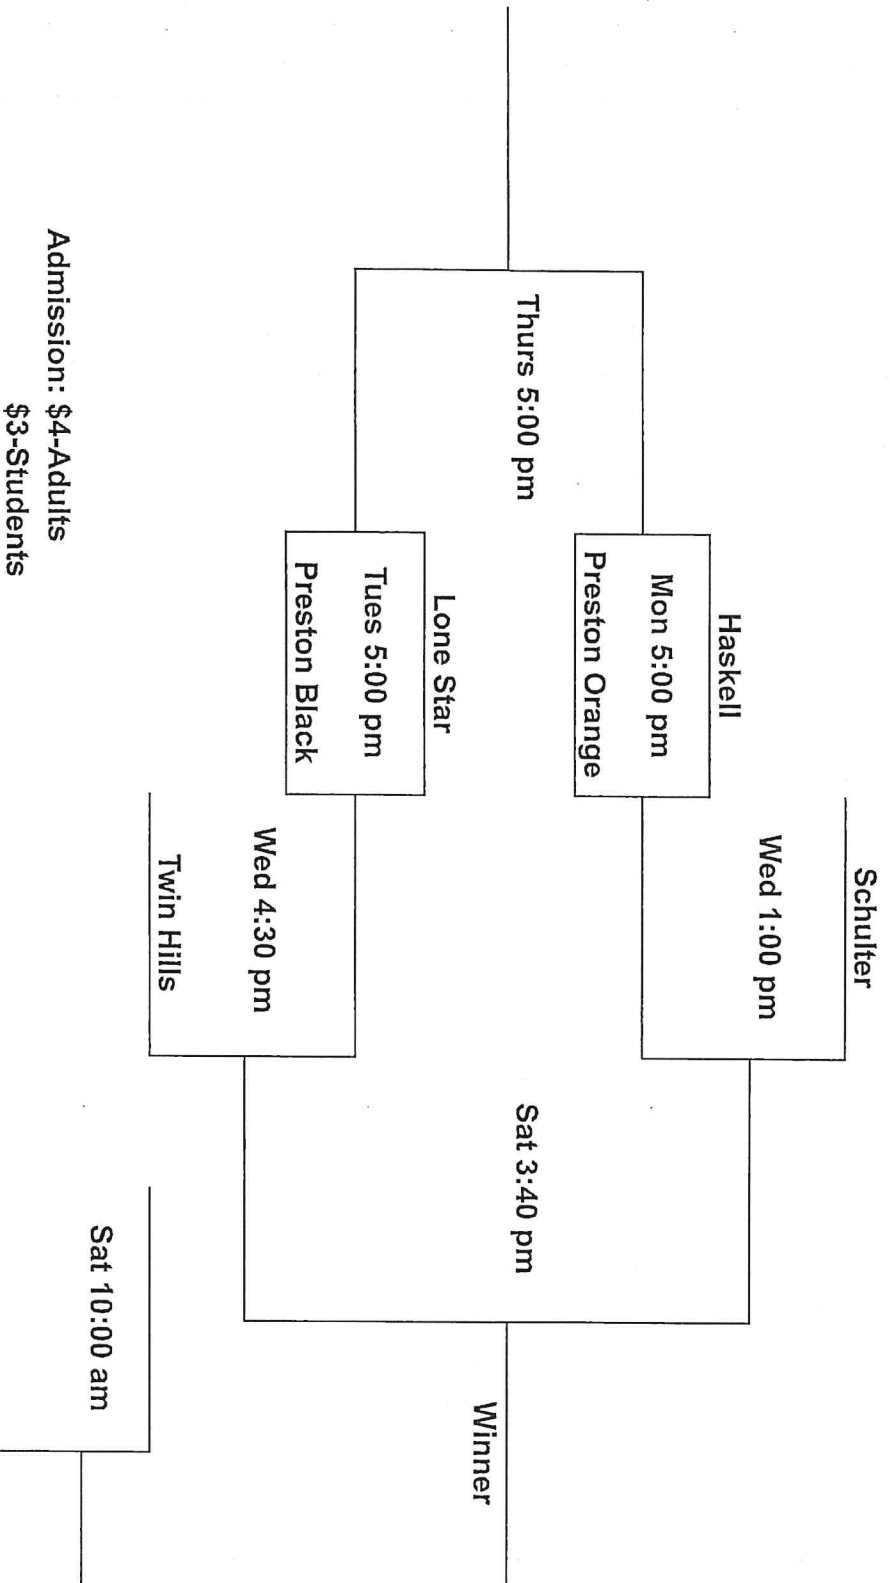 Schulter
Wed 1:00 pm
Haskell
Mon 5:00 pm
Preston Orange
Thurs 5:00 pm
Sat 3:40 pm
Winner
Lone Star
Tues 5:00 pm
Preston Black
Wed 4:30 pm
Twin Hills
Sat 10:00 am
Admission: $4-Adults
$3-Students